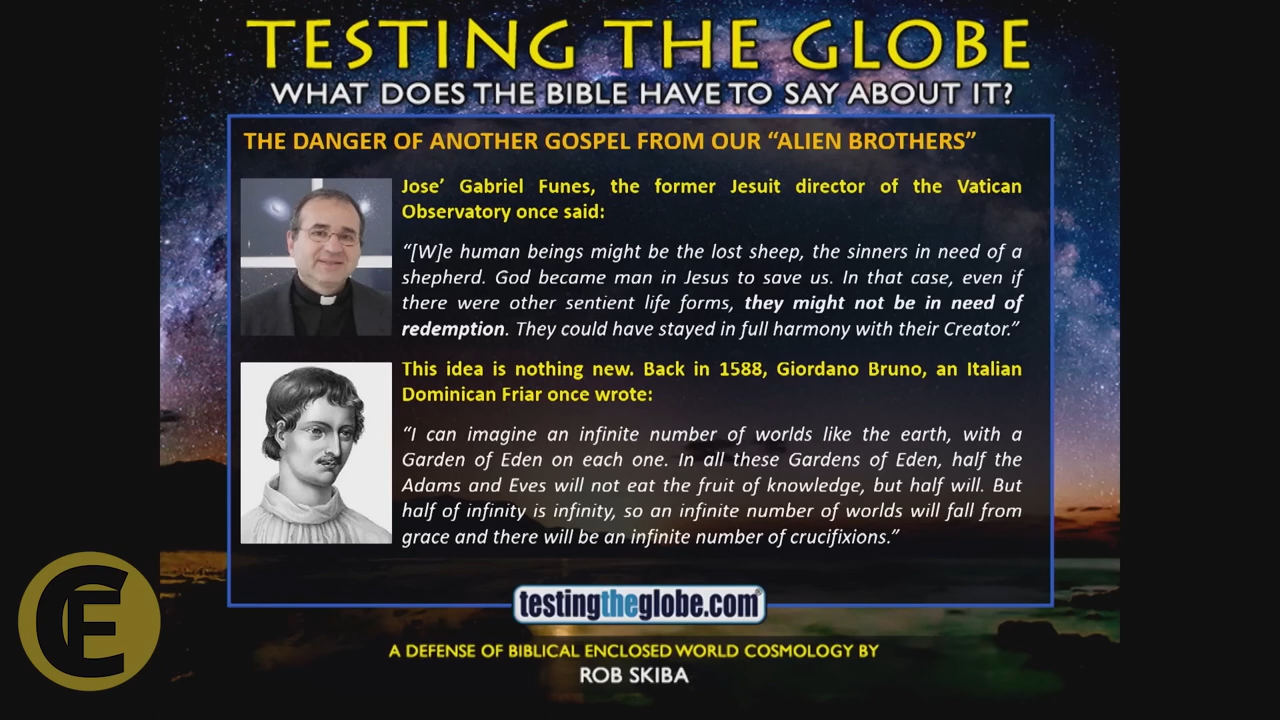 TESTING THE GLOBE
WHAT DOES THE BIBLE HAVE TO SAY ABOUT IT?
THE DANGER OF ANOTHER GOSPEL FROM OUR “ALIEN BROTHERS”
Jose’ Gabriel Funes, the former Jesuit director of the Vatican
Observatory once said:
“[W]e human beings might be the lost sheep, the sinners in need of a
shepherd. God became man in Jesus to save us. In that case, even if
there were other sentient life forms, they might not be in need of
redemption. They could have stayed in full harmony with their Creator.”
This idea is nothing new. Back in 1588, Giordano Bruno, an Italian
Dominican Friar once wrote:
“I can imagine an infinite number of worlds like the earth, with a
Garden of Eden on each one. In all these Gardens of Eden, half the
Adams and Eves will not eat the fruit of knowledge, but half will. But
half of infinity is infinity, so an infinite number of worlds will fall from
grace and there will be an infinite number of crucifixions.”
testingtheglobe.com
A DEFENSE OF BIBLICAL ENCLOSED WORLD COSMOLOGY BY
ROB SKIBA
CE